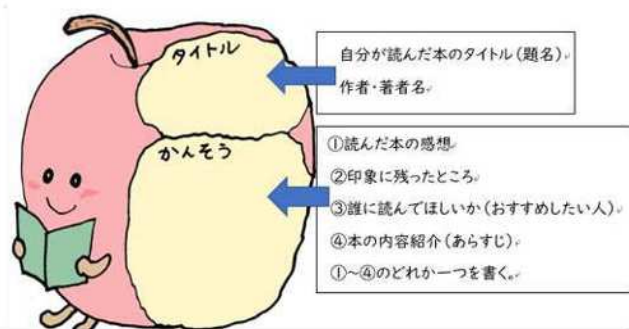 タイトル
自分が読んだ本のタイトル(題名)
作者・著者名
かんそう
①読んだ本の感想
②印象に残ったところ
③誰に読んでほしいか(おすすめしたい人)
④本の内容紹介(あらすじ)
①~④のどれか一つを書く。